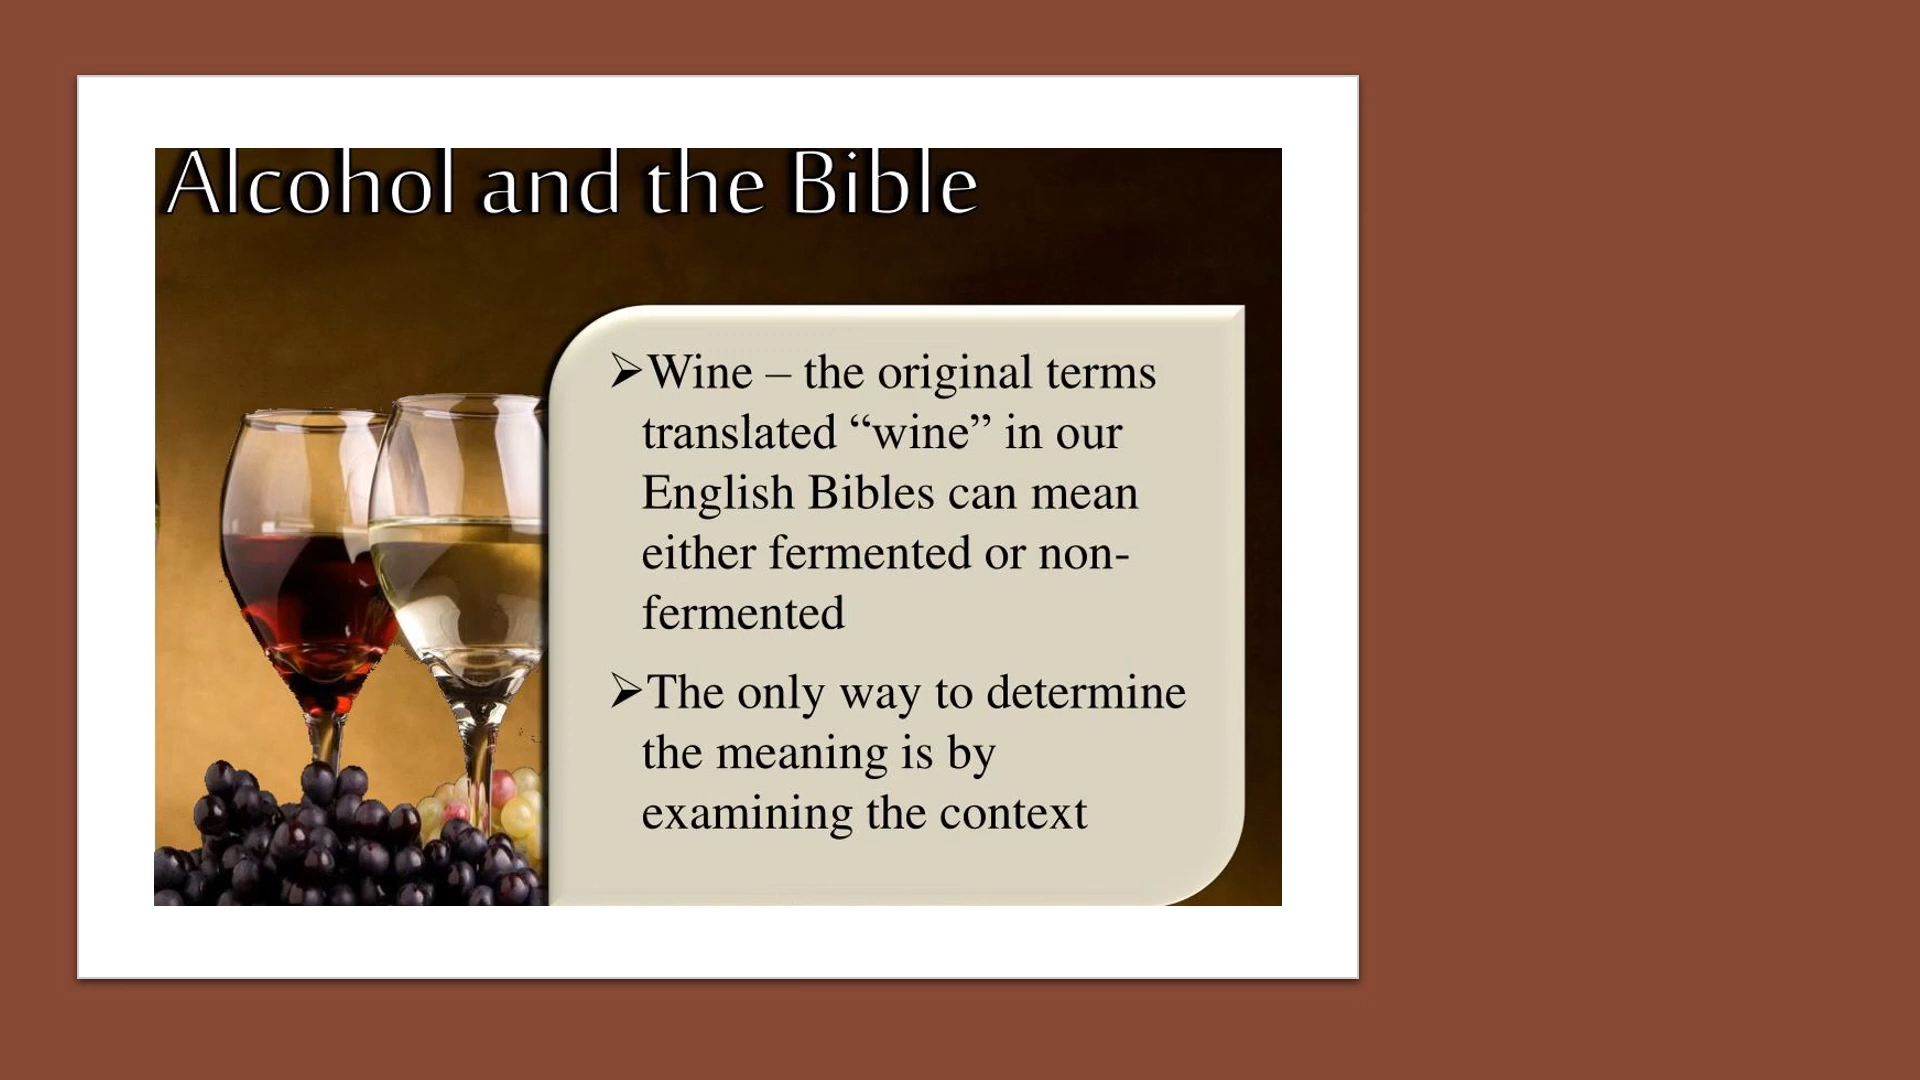 Alcohol and the Bible
➢Wine – the original terms
translated “wine” in our
English Bibles can mean
either fermented or non-
fermented
➢The only way to determine
the meaning is by
examining the context